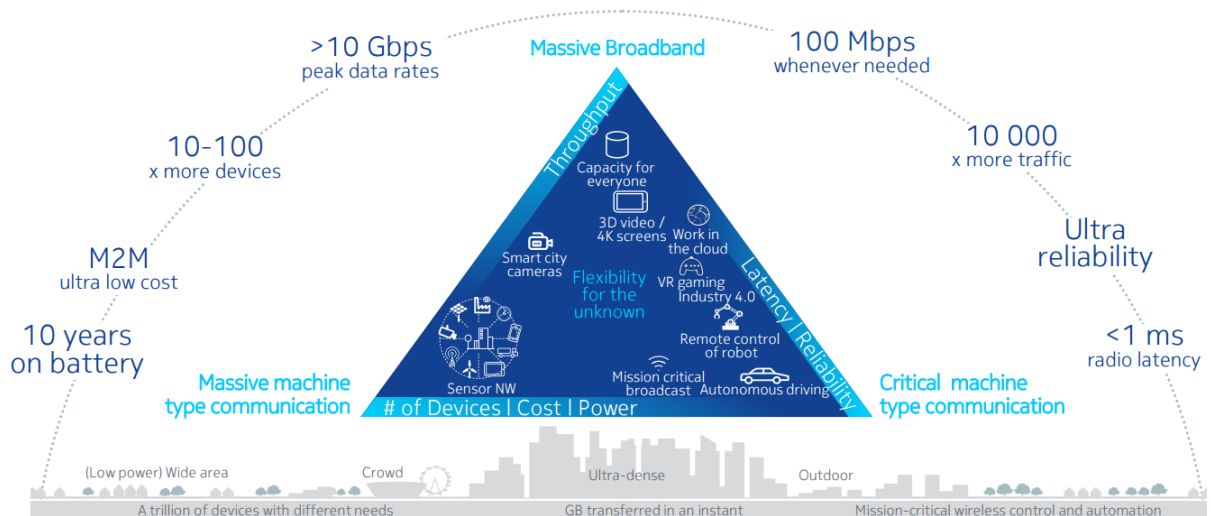 Massive Broadband
>10 Gbps
peak data rates
100 Mbps
whenever needed
10-100
x more devices
10 000
x more traffic
M2M
ultra low cost
Ultra
reliability
10 years
on battery
<1 ms
radio latency
Throughput
Capacity for
everyone
3D video /
4K screens
Work in
the cloud
Smart city
cameras
Flexibility
for the
unknown
VR gaming
Industry 4.0
Latency | Reliability
Remote control
of robot
Sensor NW
Mission critical
broadcast
Autonomous driving
Massive machine
type communication
# of Devices | Cost | Power
Critical machine
type communication
(Low power) Wide area
Crowd
Ultra-dense
Outdoor
A trillion of devices with different needs
GB transferred in an instant
Mission-critical wireless control and automation